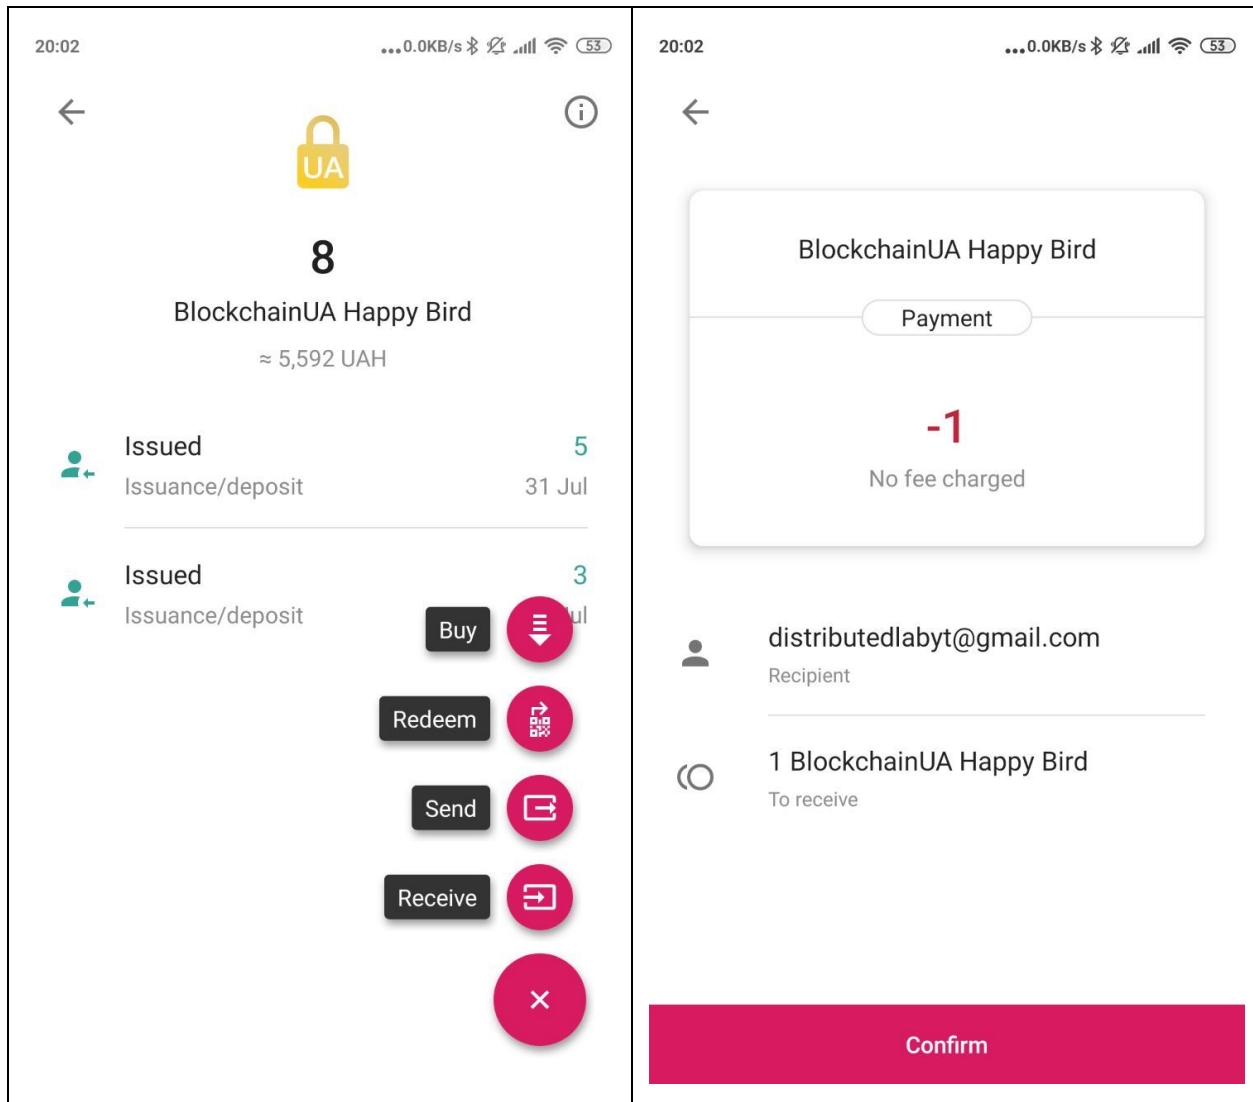 20:02
...0.0KB/s 53
UA
8
BlockchainUA Happy Bird
≈ 5,592 UAH
Issued 5
Issuance/deposit 31 Jul
Issued 3
Issuance/deposit ul
Buy
Redeem
Send
Receive
20:02
...0.0KB/s 53
BlockchainUA Happy Bird
Payment
-1
No fee charged
distributedlabyt@gmail.com
Recipient
1 BlockchainUA Happy Bird
To receive
Confirm